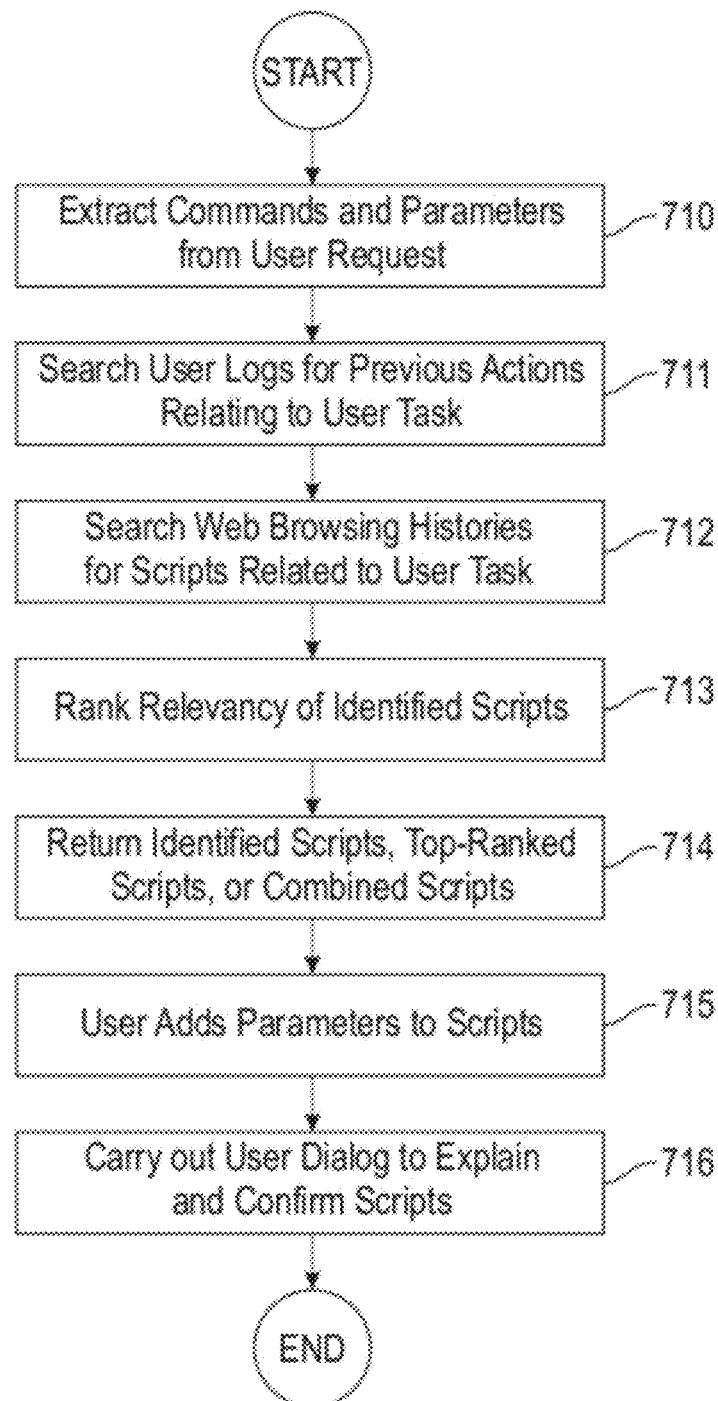 START
Extract Commands and Parameters
from User Request
710
Search User Logs for Previous Actions
Relating to User Task
711
Search Web Browsing Histories
for Scripts Related to User Task
712
Rank Relevancy of Identified Scripts
713
Return Identified Scripts, Top-Ranked
Scripts, or Combined Scripts
714
User Adds Parameters to Scripts
715
Carry out User Dialog to Explain
and Confirm Scripts
716
END